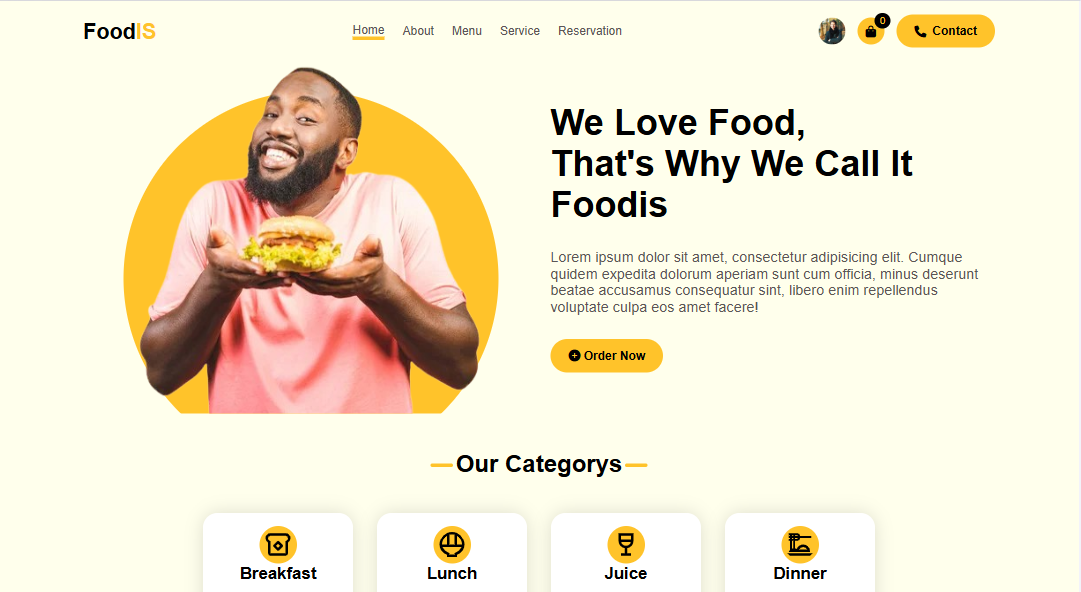 FoodIS
Home About Menu Service Reservation
0
Contact
We Love Food,
That's Why We Call It
Foodis
Lorem ipsum dolor sit amet, consectetur adipisicing elit. Cumque
quidem expedita dolorum aperiam sunt cum officia, minus deserunt
beatae accusamus consequatur sint, libero enim repellendus
voluptate culpa eos amet facere!
Order Now
Our Categorys
Breakfast
Lunch
Juice
Dinner